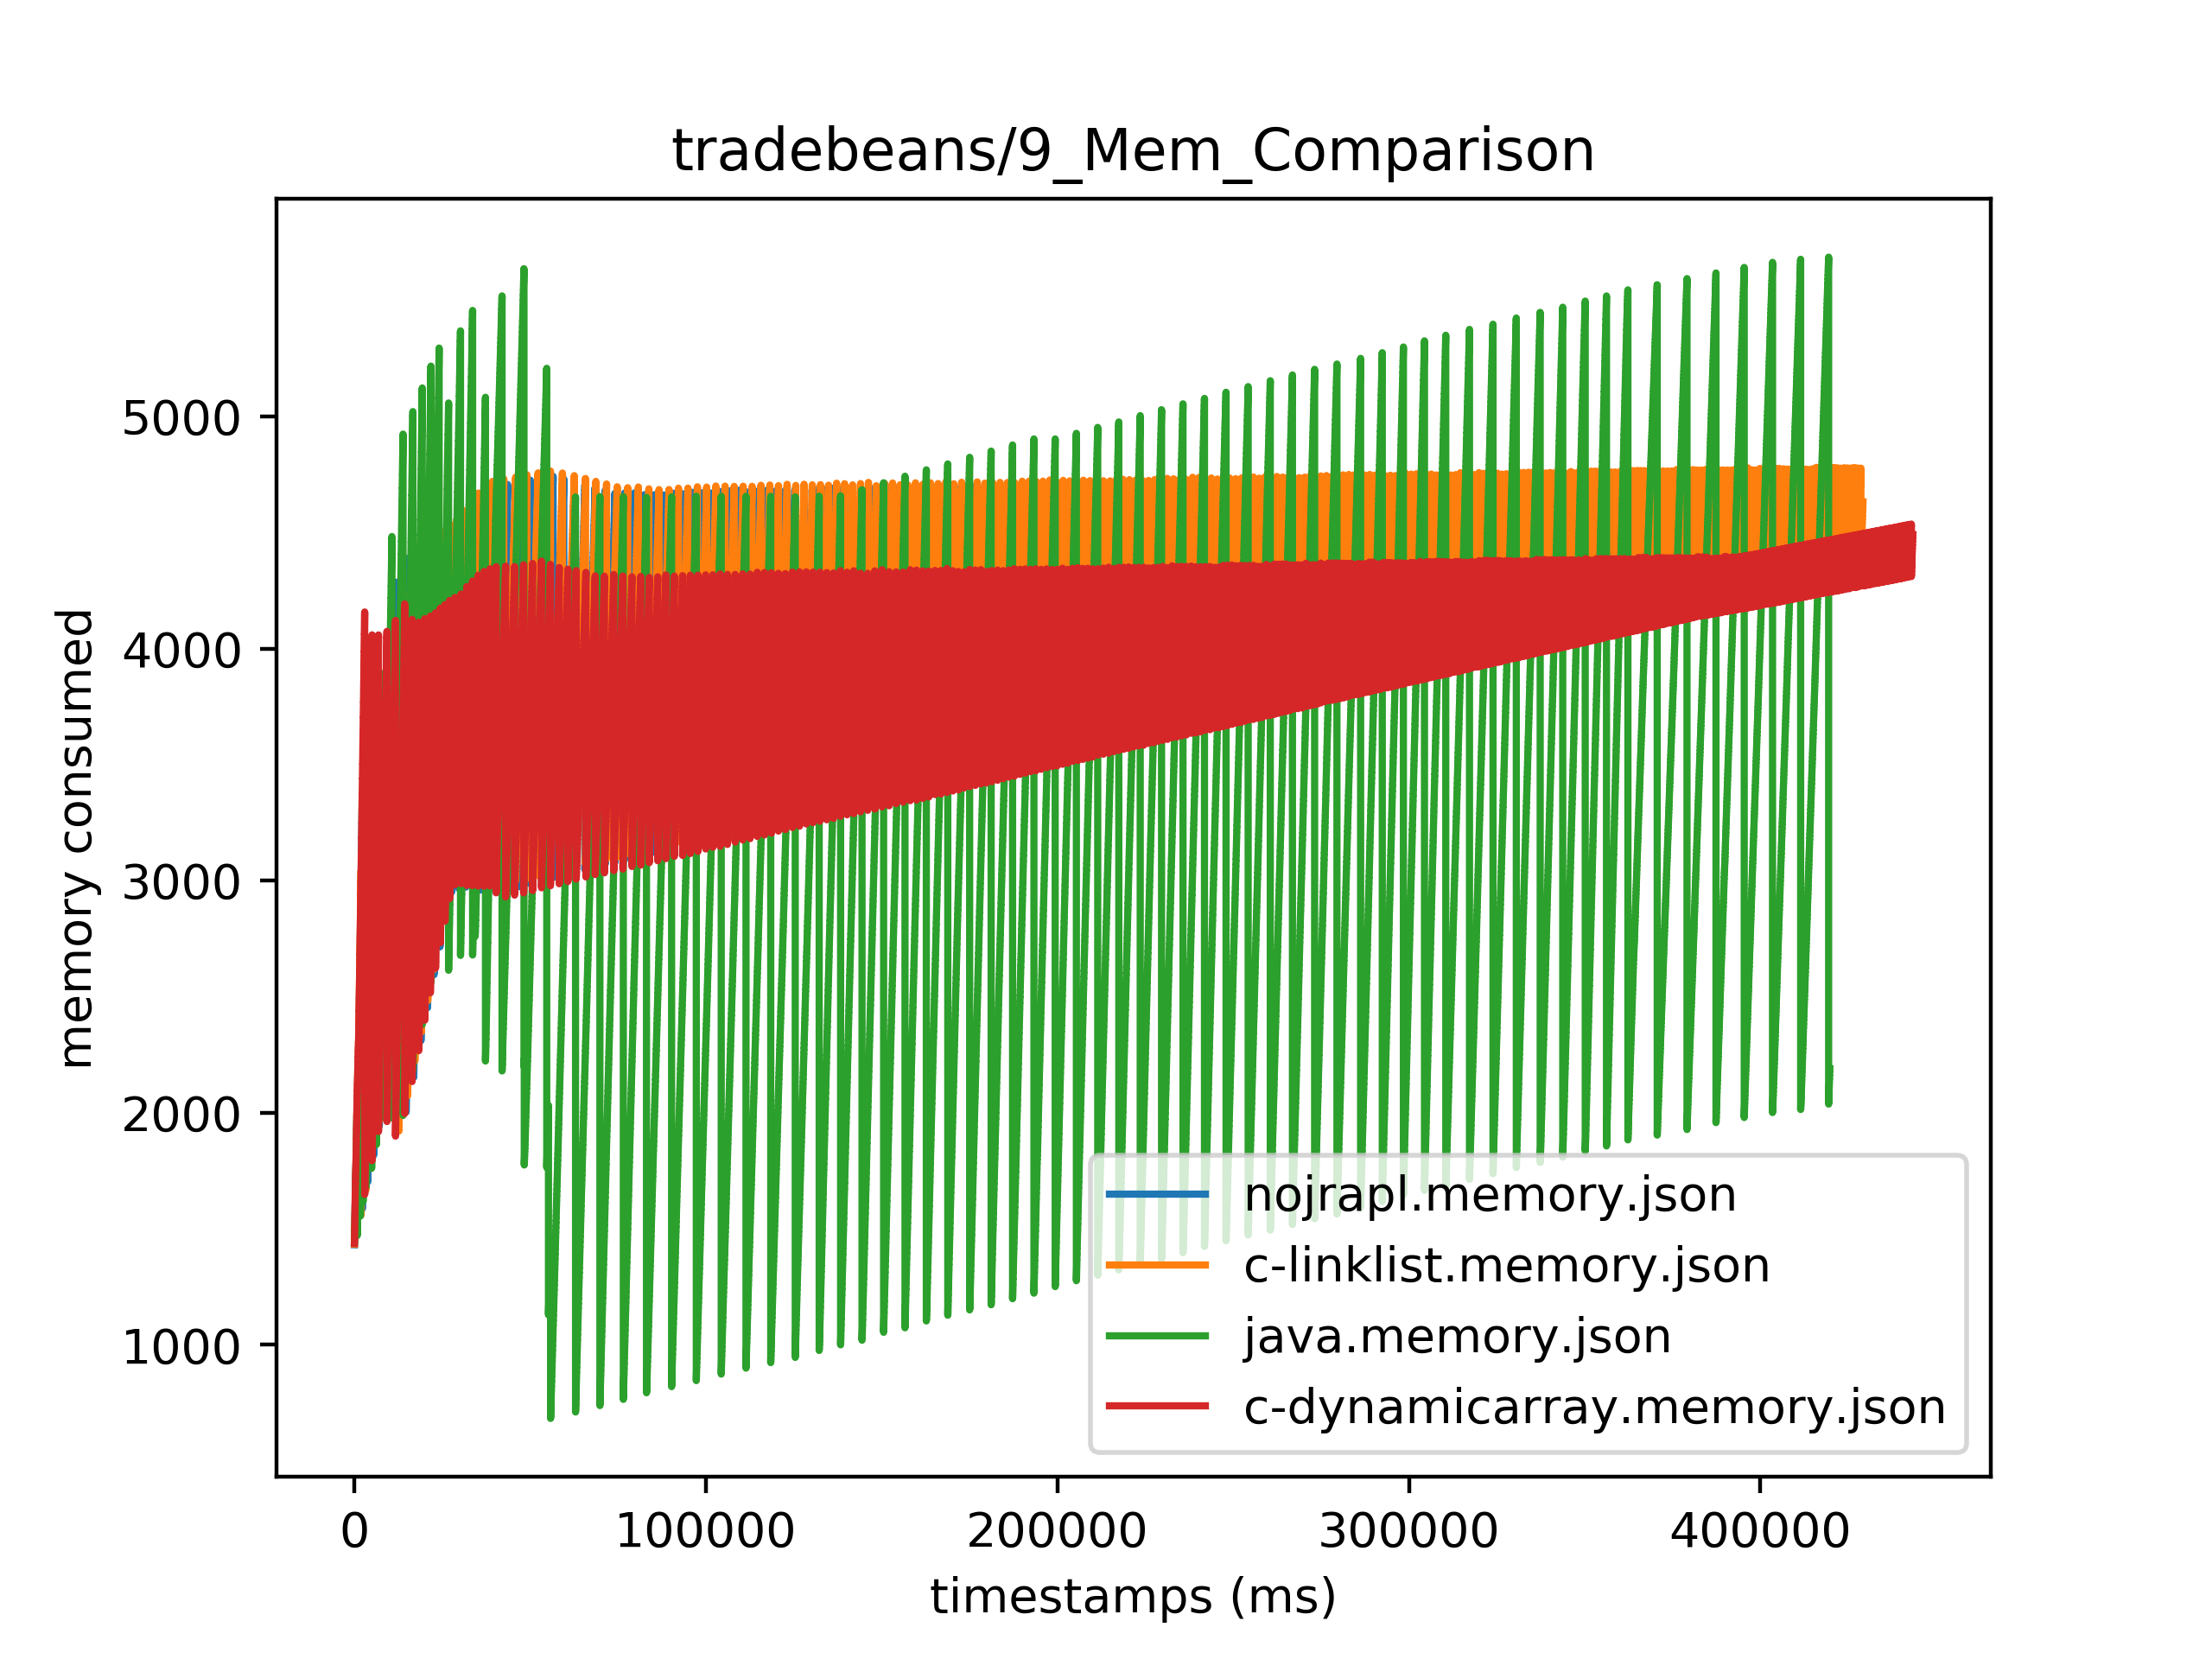 tradebeans/9_Mem_Comparison
memory consumed
5000
4000
3000
2000
1000
nojrapl.memory.json
c-linklist.memory.json
java.memory.json
c-dynamicarray.memory.json
0 100000 200000 300000 400000
timestamps (ms)